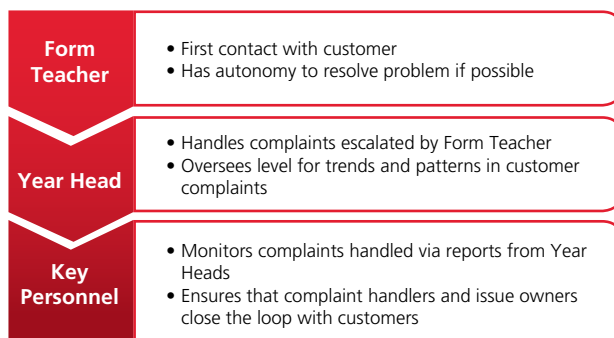 Form
Teacher
• First contact with customer
• Has autonomy to resolve problem if possible
Year Head
• Handles complaints escalated by Form Teacher
• Oversees level for trends and patterns in customer
complaints
Key
Personnel
• Monitors complaints handled via reports from Year
Heads
• Ensures that complaint handlers and issue owners
close the loop with customers